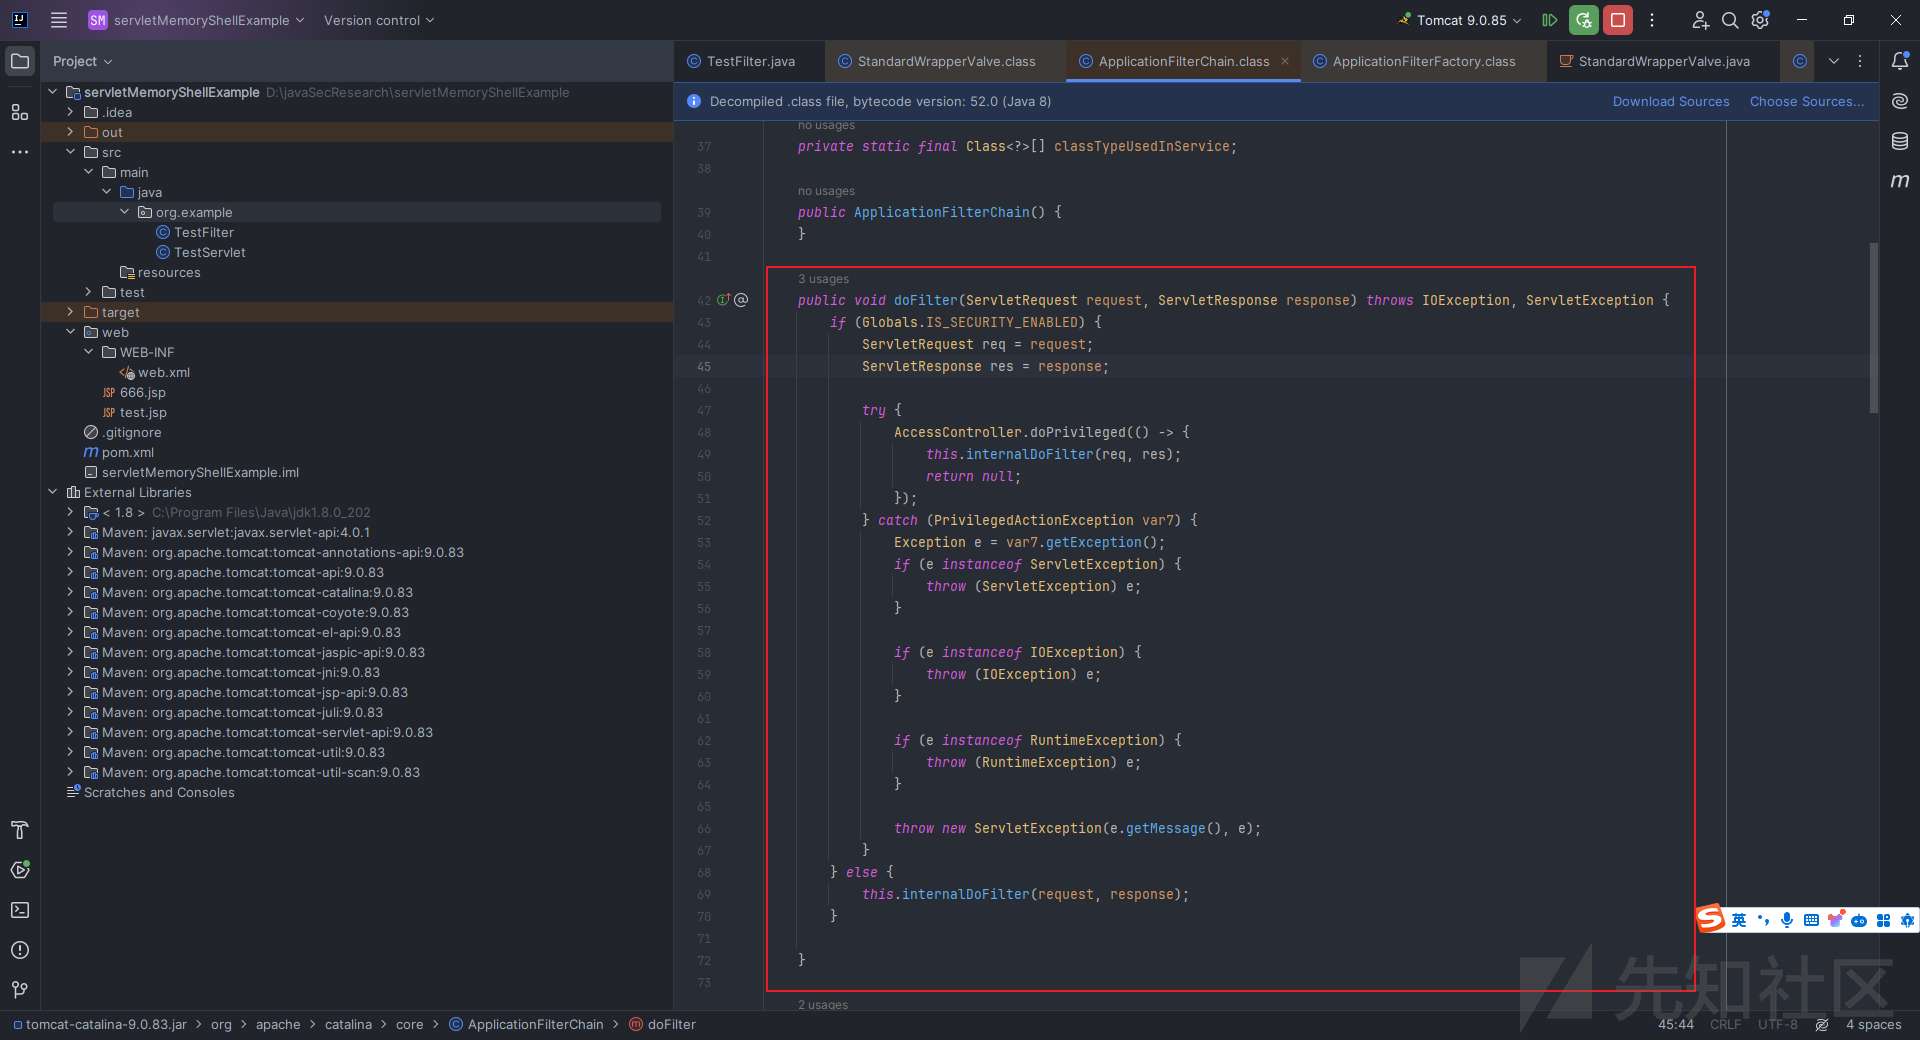 SM servletMemoryShellExample Version control Tomcat 9.0.85
Project
TestFilter.java StandardWrapperValve.class ApplicationFilterChain.class ApplicationFilterFactory.class StandardWrapperValve.java
Decompiled .class file, bytecode version: 52.0 (Java 8) Download Sources Choose Sources...
servletMemoryShellExample D:\javaSecResearch\servletMemoryShellExample
.idea
out
src
main
java
org.example
TestFilter
TestServlet
resources
test
target
web
WEB-INF
web.xml
JSP 666.jsp
JSP test.jsp
.gitignore
m pom.xml
servletMemoryShellExample.iml
External Libraries
< 1.8 > C:\Program Files\Java\jdk1.8.0_202
Maven: javax.servlet:javax.servlet-api:4.0.1
Maven: org.apache.tomcat:tomcat-annotations-api:9.0.83
Maven: org.apache.tomcat:tomcat-api:9.0.83
Maven: org.apache.tomcat:tomcat-catalina:9.0.83
Maven: org.apache.tomcat:tomcat-coyote:9.0.83
Maven: org.apache.tomcat:tomcat-el-api:9.0.83
Maven: org.apache.tomcat:tomcat-jaspic-api:9.0.83
Maven: org.apache.tomcat:tomcat-jni:9.0.83
Maven: org.apache.tomcat:tomcat-jsp-api:9.0.83
Maven: org.apache.tomcat:tomcat-juli:9.0.83
Maven: org.apache.tomcat:tomcat-servlet-api:9.0.83
Maven: org.apache.tomcat:tomcat-util:9.0.83
Maven: org.apache.tomcat:tomcat-util-scan:9.0.83
Scratches and Consoles
no usages
37 private static final Class<?>[] classTypeUsedInService;
38
no usages
39 public ApplicationFilterChain() {
40 }
41
3 usages
42 public void doFilter(ServletRequest request, ServletResponse response) throws IOException, ServletException {
43 if (Globals.IS_SECURITY_ENABLED) {
44 ServletRequest req = request;
45 ServletResponse res = response;
46
47 try {
48 AccessController.doPrivileged(() -> {
49 this.internalDoFilter(req, res);
50 return null;
51 });
52 } catch (PrivilegedActionException var7) {
53 Exception e = var7.getException();
54 if (e instanceof ServletException) {
55 throw (ServletException) e;
56 }
57
58 if (e instanceof IOException) {
59 throw (IOException) e;
60 }
61
62 if (e instanceof RuntimeException) {
63 throw (RuntimeException) e;
64 }
65
66 throw new ServletException(e.getMessage(), e);
67 }
68 } else {
69 this.internalDoFilter(request, response);
70 }
71
72 }
73
2 usages
英
先知社区
tomcat-catalina-9.0.83.jar org apache catalina core ApplicationFilterChain doFilter 45:44 CRLF UTF-8 4 spaces